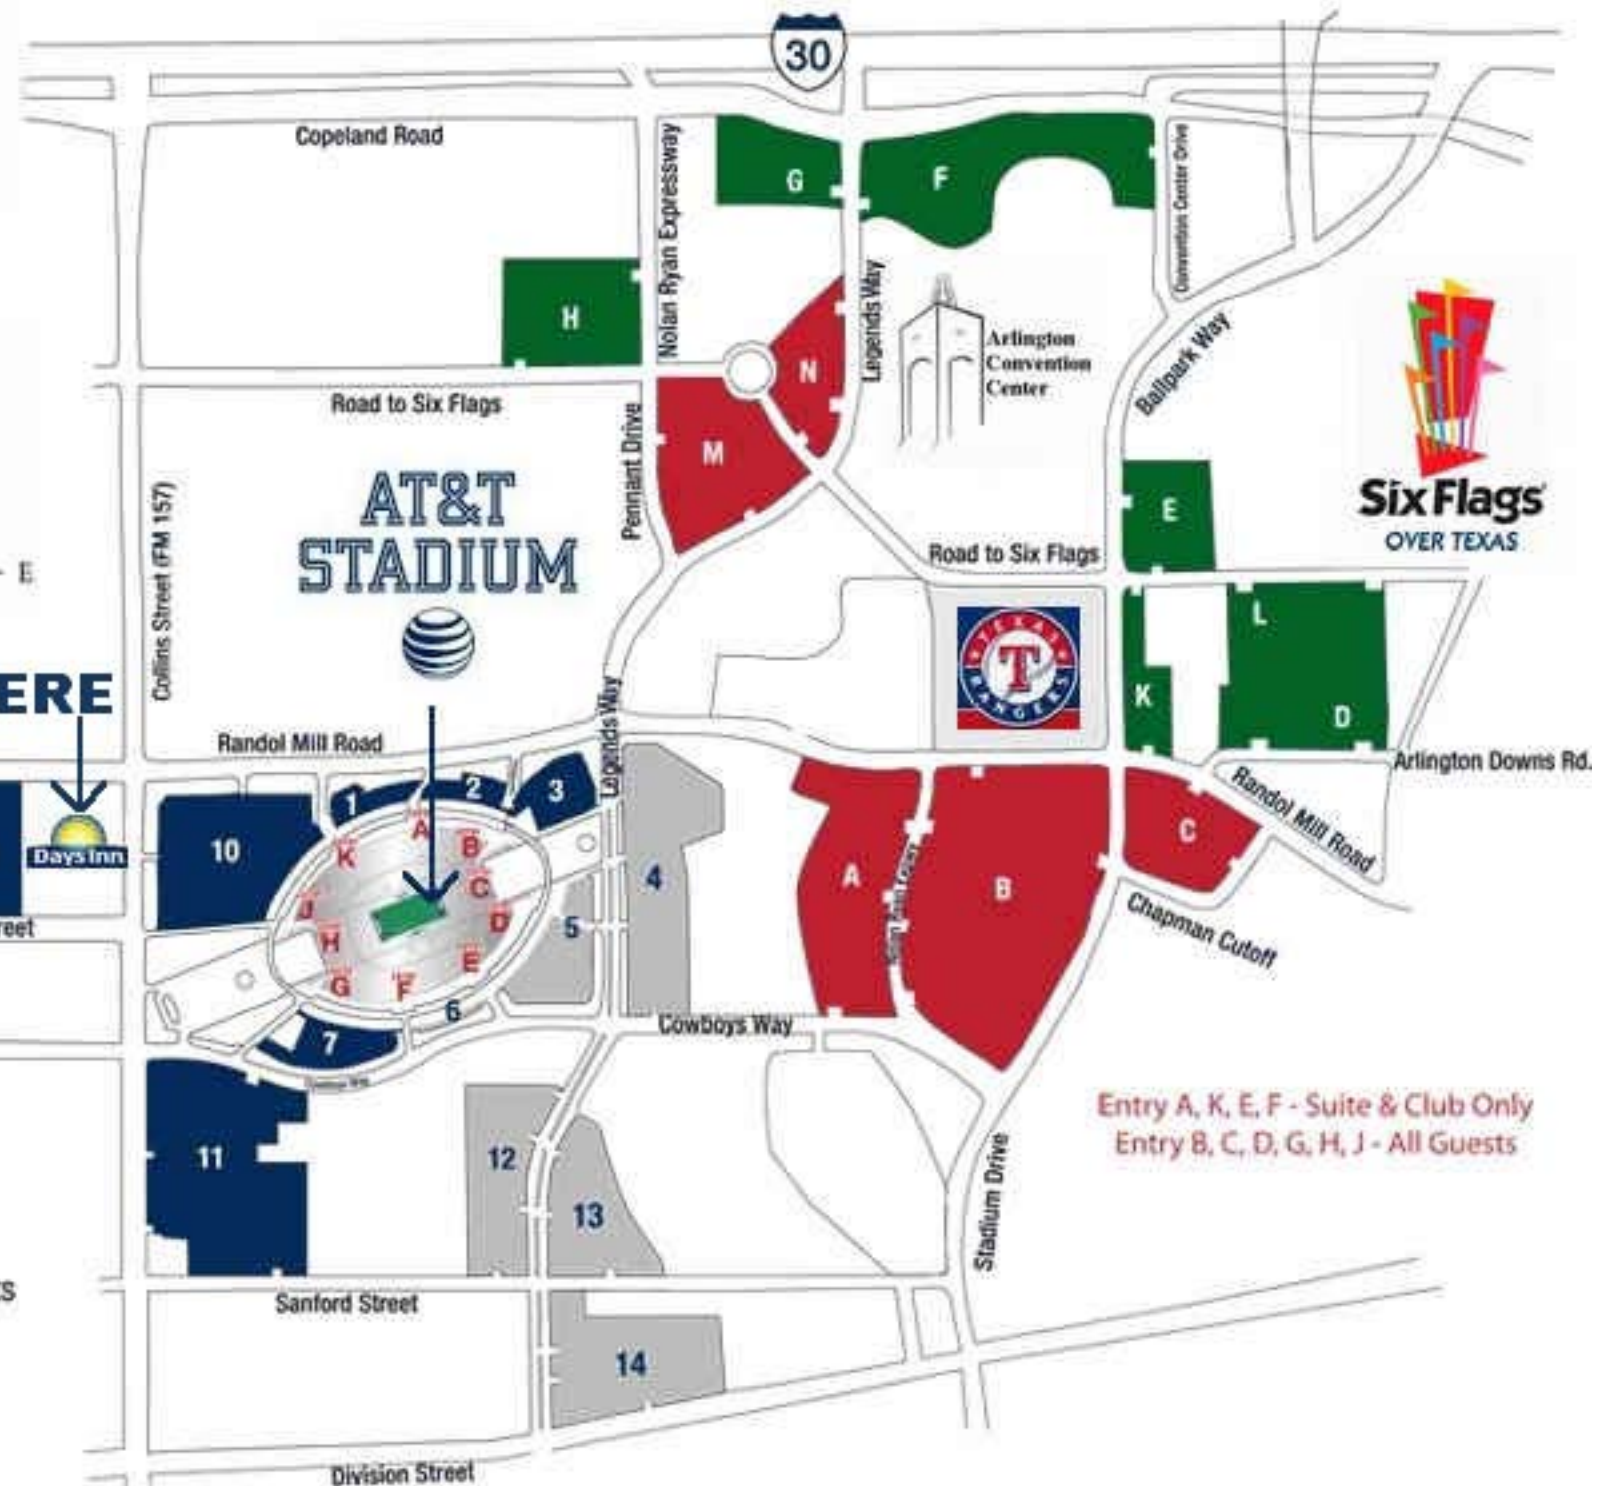 30
Copeland Road
Nolan Ryan Expressway
G
F
Convention Center Drive
H
Legends Way
N
Arlington
Convention
Center
Ballpark Way
Road to Six Flags
Pennant Drive
M
E
Six Flags
OVER TEXAS
AT&T
STADIUM
Collins Street (FM 157)
E
Road to Six Flags
L
TEXAS
T
RANGERS
K
D
ERE
Randol Mill Road
Legends Way
Arlington Downs Rd.
Randol Mill Road
1
2
3
Days Inn
10
A
K
B
C
J
D
H
E
G
F
4
5
6
7
A
B
C
Chapman Cutoff
reet
Cowboys Way
Entry A, K, E, F - Suite & Club Only
Entry B, C, D, G, H, J - All Guests
11
12
13
Stadium Drive
S
Sanford Street
14
Division Street